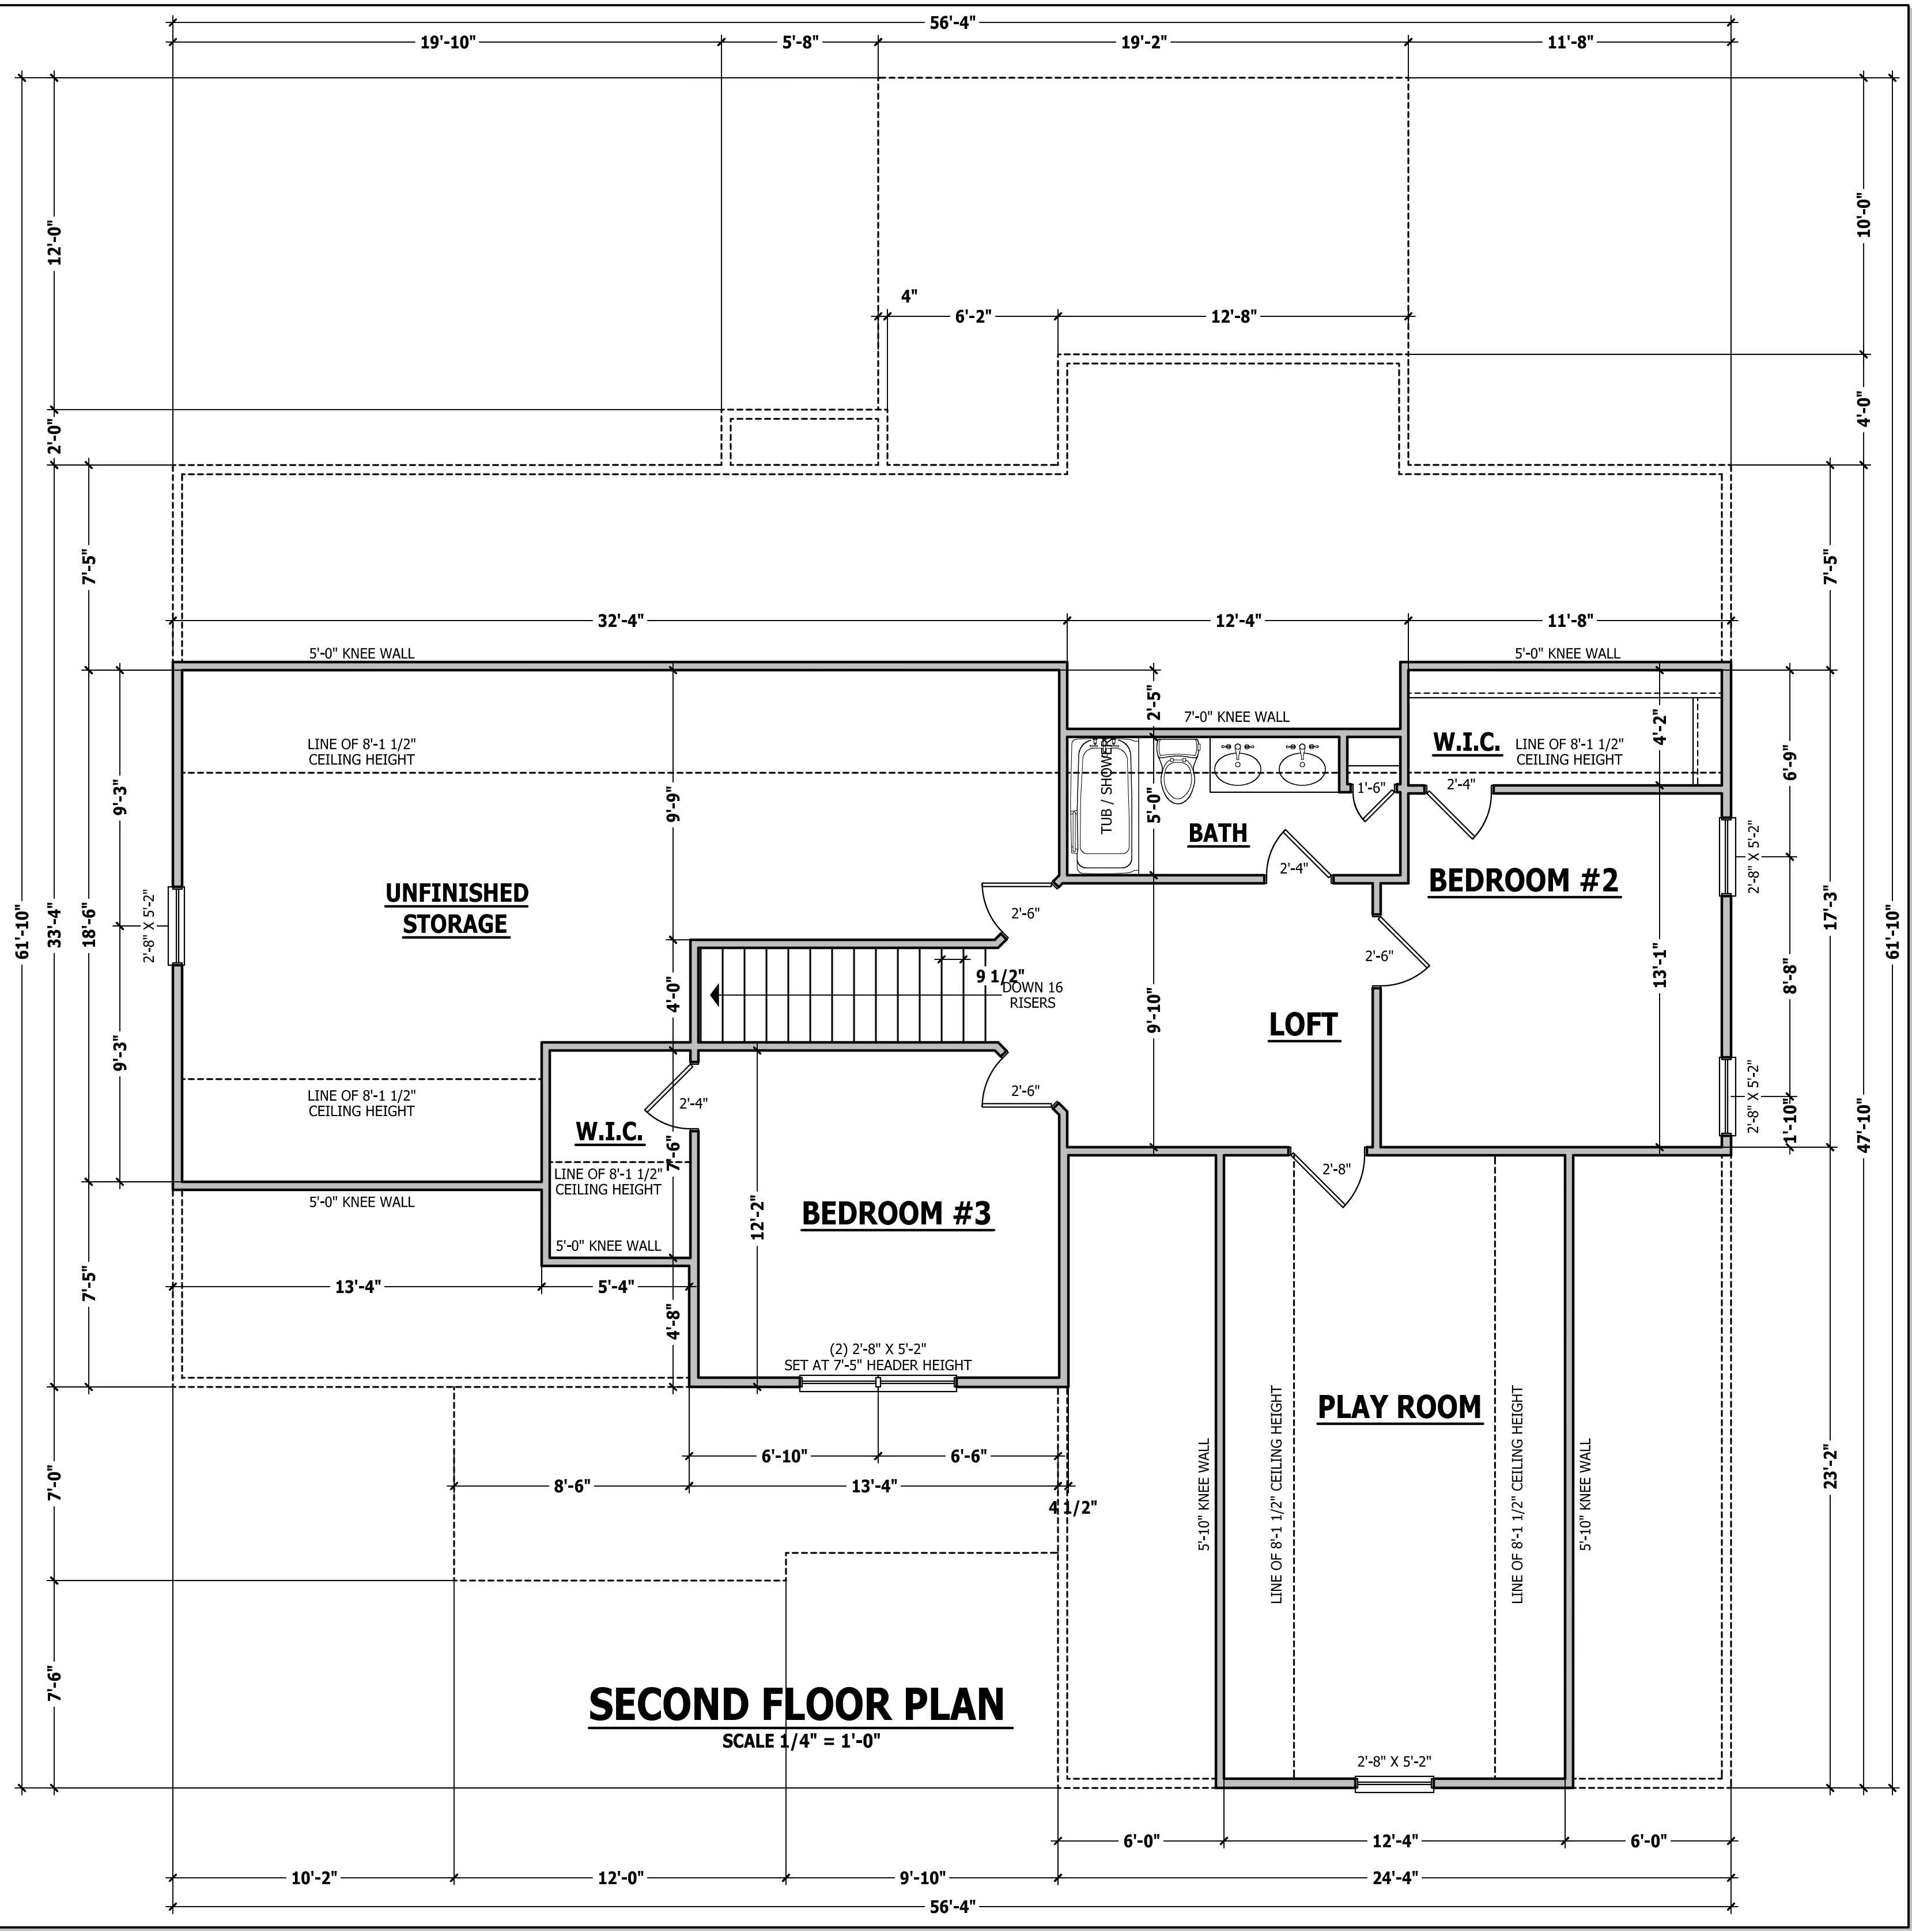 56'-4"
19'-10" 5'-8" 19'-2" 11'-8"
12'-0"
10'-0"
4"
6'-2" 12'-8"
2'-0"
4'-0"
7'-5"
7'-5"
32'-4" 12'-4" 11'-8"
5'-0" KNEE WALL
5'-0" KNEE WALL
2'-5"
7'-0" KNEE WALL
4'-2"
LINE OF 8'-1 1/2"
CEILING HEIGHT
W.I.C.
LINE OF 8'-1 1/2"
CEILING HEIGHT
6'-9"
9'-3"
9'-9"
TUB / SHOWER
5'-0"
1'-6"
2'-4"
BATH
2'-4"
BEDROOM #2
2'-8" X 5'-2"
UNFINISHED
STORAGE
2'-8" X 5'-2"
61'-10"
33'-4"
18'-6"
2'-6"
2'-6"
17'-3"
61'-10"
9 1/2"
DOWN 16
RISERS
4'-0"
9'-10"
LOFT
13'-1"
8'-8"
9'-3"
LINE OF 8'-1 1/2"
CEILING HEIGHT
2'-4"
2'-6"
2'-8" X 5'-2"
1'-10"
47'-10"
W.I.C.
7'-6"
LINE OF 8'-1 1/2"
CEILING HEIGHT
2'-8"
5'-0" KNEE WALL
12'-2"
BEDROOM #3
5'-0" KNEE WALL
7'-5"
13'-4" 5'-4"
4'-8"
(2) 2'-8" X 5'-2"
SET AT 7'-5" HEADER HEIGHT
PLAY ROOM
6'-10" 6'-6"
8'-6" 13'-4"
4 1/2"
7'-0"
5'-10" KNEE WALL
LINE OF 8'-1 1/2" CEILING HEIGHT
LINE OF 8'-1 1/2" CEILING HEIGHT
5'-10" KNEE WALL
23'-2"
7'-6"
SECOND FLOOR PLAN
SCALE 1/4" = 1'-0"
2'-8" X 5'-2"
6'-0" 12'-4" 6'-0"
10'-2" 12'-0" 9'-10" 24'-4"
56'-4"